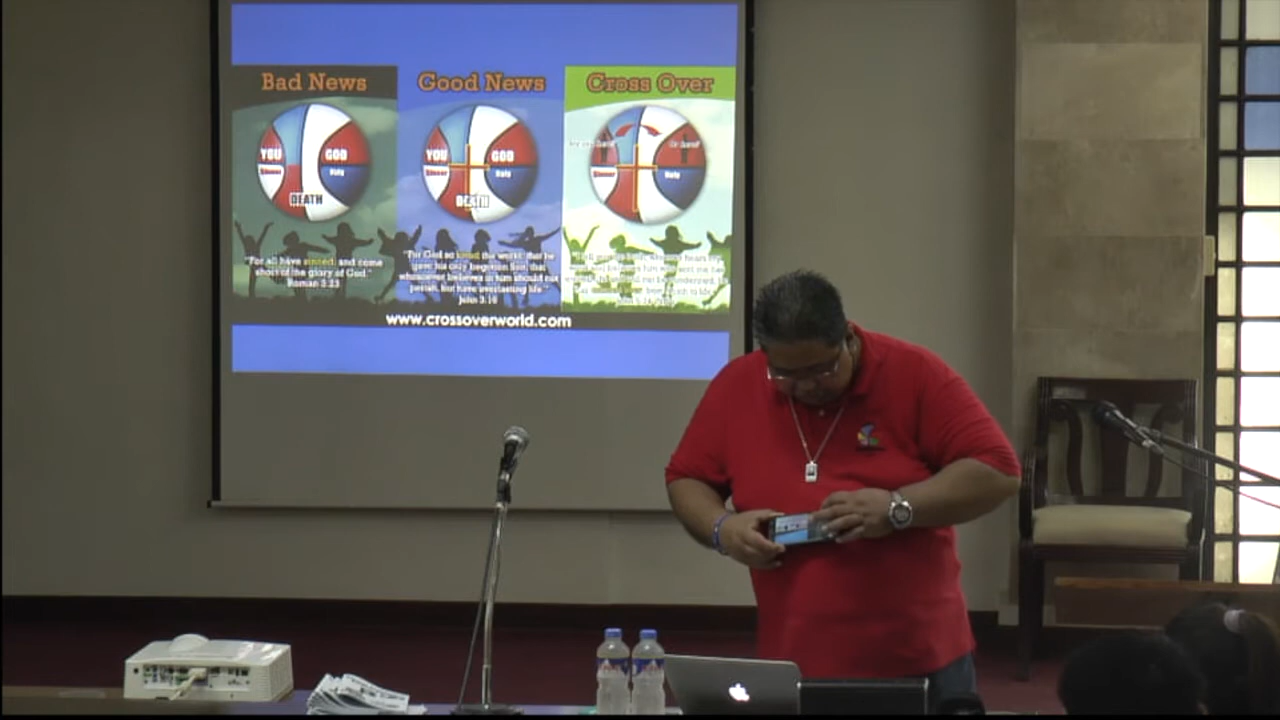 Bad News
YOU GOD
Sinner Holy
DEATH
"For all have sinned and come
short of the glory of God."
Roman 3:23
Good News
YOU GOD
Sinner Holy
DEATH
"For God so loved the world, that he
gave his only begotten Son, that
whosoever believes in him should not
perish, but have everlasting life."
John 3:16
Cross Over
Sinner Holy
www.crossoverworld.com